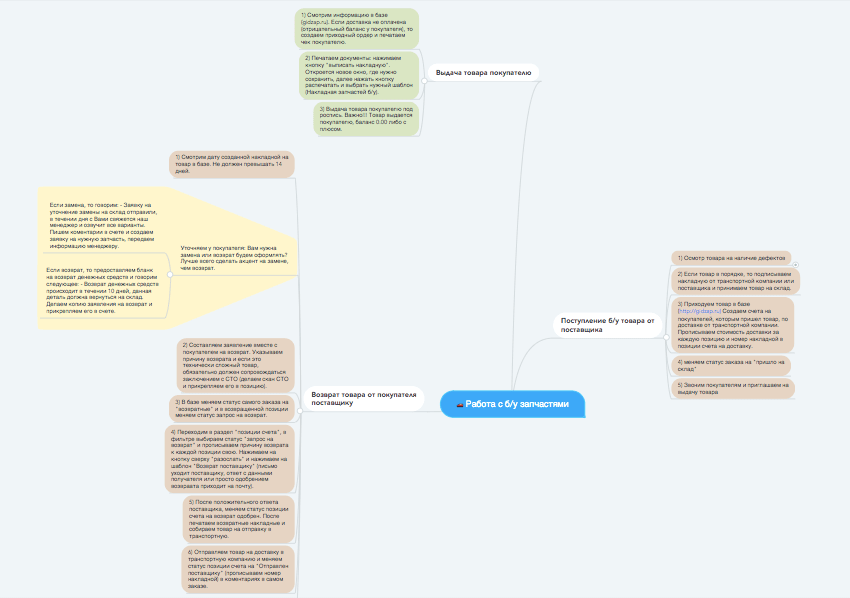 1) Смотрим информацию в базе
(gidzap.ru). Если доставка не оплачена
(отрицательный баланс у покупателя), то
создаем приходный ордер и печатаем
чек покупателю.
2) Печатаем документы: нажимаем
кнопку "выписать накладную".
Откроется новое окно, где нужно
сохранить, далее нажать кнопку
распечатать и выбрать нужный шаблон
(Накладная запчастей б/у).
3) Выдача товара покупателю под
роспись. Важно!!! Товар выдается
покупателю, баланс 0.00 либо с
плюсом.
Выдача товара покупателю
1) Смотрим дату созданной накладной на
товар в базе. Не должен превышать 14
дней.
Если замена, то говорим: - Заявку на
уточнение замены на склад отправили,
в течении дня с Вами свяжется наш
менеджер и озвучит все варианты.
Пишем коментарии в счете и создаем
заявку на нужную затчасть, передаем
информацию менеджеру.
Если возврат, то предоставляем бланк
на возврат денежных средств и говорим
следующее: - Возврат денежных средств
происходит в течении 10 дней, данная
деталь должна вернуться на склад.
Делаем копию заявления на возврат и
прикрепляем его в счете.
Уточняем у покупателя: Вам нужна
замена или возврат будем оформлять?
Лучше всего сделать акцент на замене,
чем возврат.
2) Составляем заявление вместе с
покупателем на возврат. Указываем
причину возврата и если это
технически сложный товар,
обязательно должен сопровождаться
заключением с СТО (делаем скан СТО
и прикрепляем его в позицию).
3) В базе меняем статус самого заказа на
"возвратные" и в возвращенной позиции
меняем статус запрос на возврат.
4) Переходим в раздел "позиции счета", в
фильтре выбираем статус "запрос на
возврат" и прописываем причину возврата
к каждой позиции свою. Нажимаем на
кнопку сверху "разослать" и нажимаем на
шаблон "Возврат поставщику" (письмо
уходит поставщику, ответ с данными
получателя или просто одобрением
возврата приходит на почту).
5) После положительного ответа
поставщика, меняем статус позиции
счета на возврат одобрен. После
печатаем возвратные накладные и
собираем товар на отправку в
транспортную.
6) Отправляем товар на доставку в
транспортную компанию и меняем
статус позиции счета на "Отправлен
поставщику" (прописываем номер
накладной) в коментариях в самом
заказе.
Возврат товара от покупателя
поставщику
Работа с б/у запчастями
Поступление б/у товара от
поставщика
1) Осмотр товара на наличие дефектов
2) Если товар в порядке, то подписываем
накладную от транспортной компании или
поставщика и принимаем товар на склад.
3) Приходуем товар в базе
(http://gidzap.ru) Создаем счета на
покупателей, которым пришел товар, по
доставке от транспортной компании.
Прописываем стоимость доставки за
каждую позицию и номер накладной в
позиции счета на доставку.
4) меняем статус заказа на "пришло на
склад"
5) Звоним покупателям и приглашаем на
выдачу товара